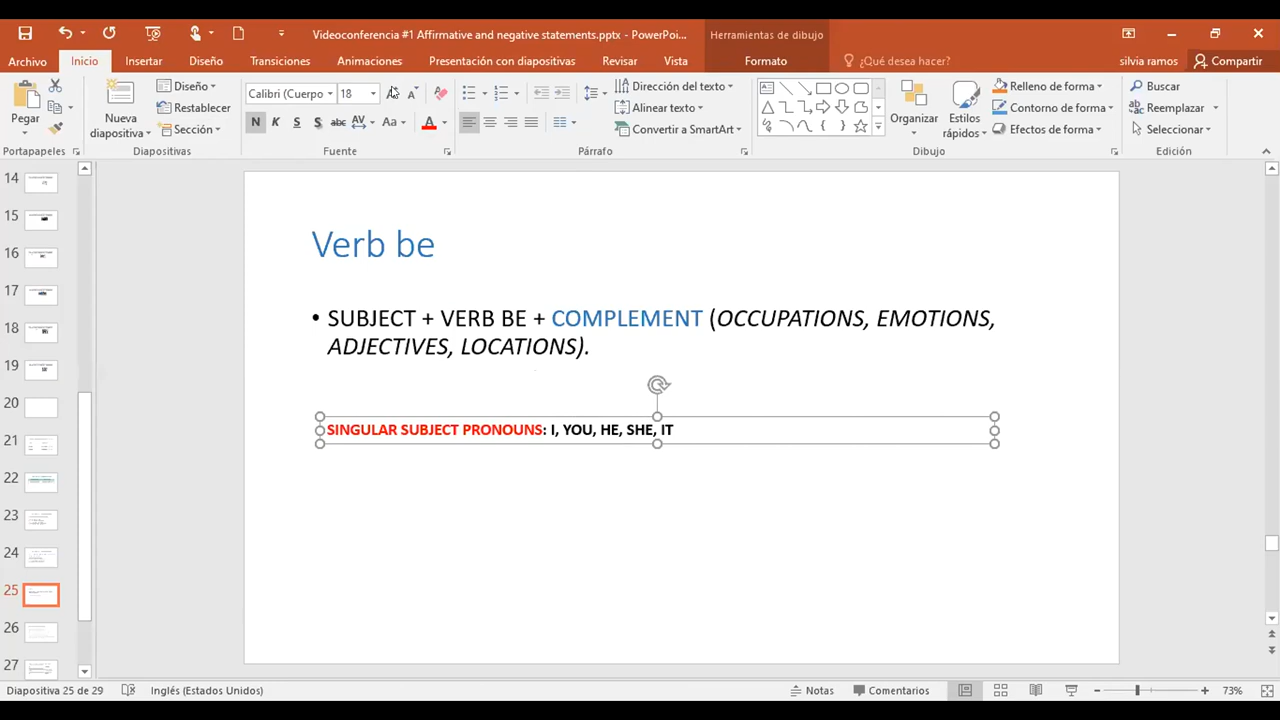 Videoconferencia #1 Affirmative and negative statements.pptx - PowerPoi...
Herramientas de dibujo
Archivo
Inicio
Insertar
Diseño
Transiciones
Animaciones
Presentación con diapositivas
Revisar
Vista
Formato
¿Qué desea hacer?
silvia ramos
Compartir
Pegar
Nueva
diapositiva
Diseño
Restablecer
Sección
Calibri (Cuerpo
18
N K S S abc AV Aa A
Dirección del texto
Alinear texto
Convertir a SmartArt
Organizar
Estilos
rápidos
Relleno de forma
Contorno de forma
Efectos de forma
Buscar
Reemplazar
Seleccionar
Portapapeles
Diapositivas
Fuente
Párrafo
Dibujo
Edición
14
15
16
17
18
19
20
21
22
23
24
25
26
27
Verb be
• SUBJECT + VERB BE + COMPLEMENT (OCCUPATIONS, EMOTIONS,
ADJECTIVES, LOCATIONS).
SINGULAR SUBJECT PRONOUNS: I, YOU, HE, SHE, IT
Diapositiva 25 de 29
Inglés (Estados Unidos)
Notas
Comentarios
73%